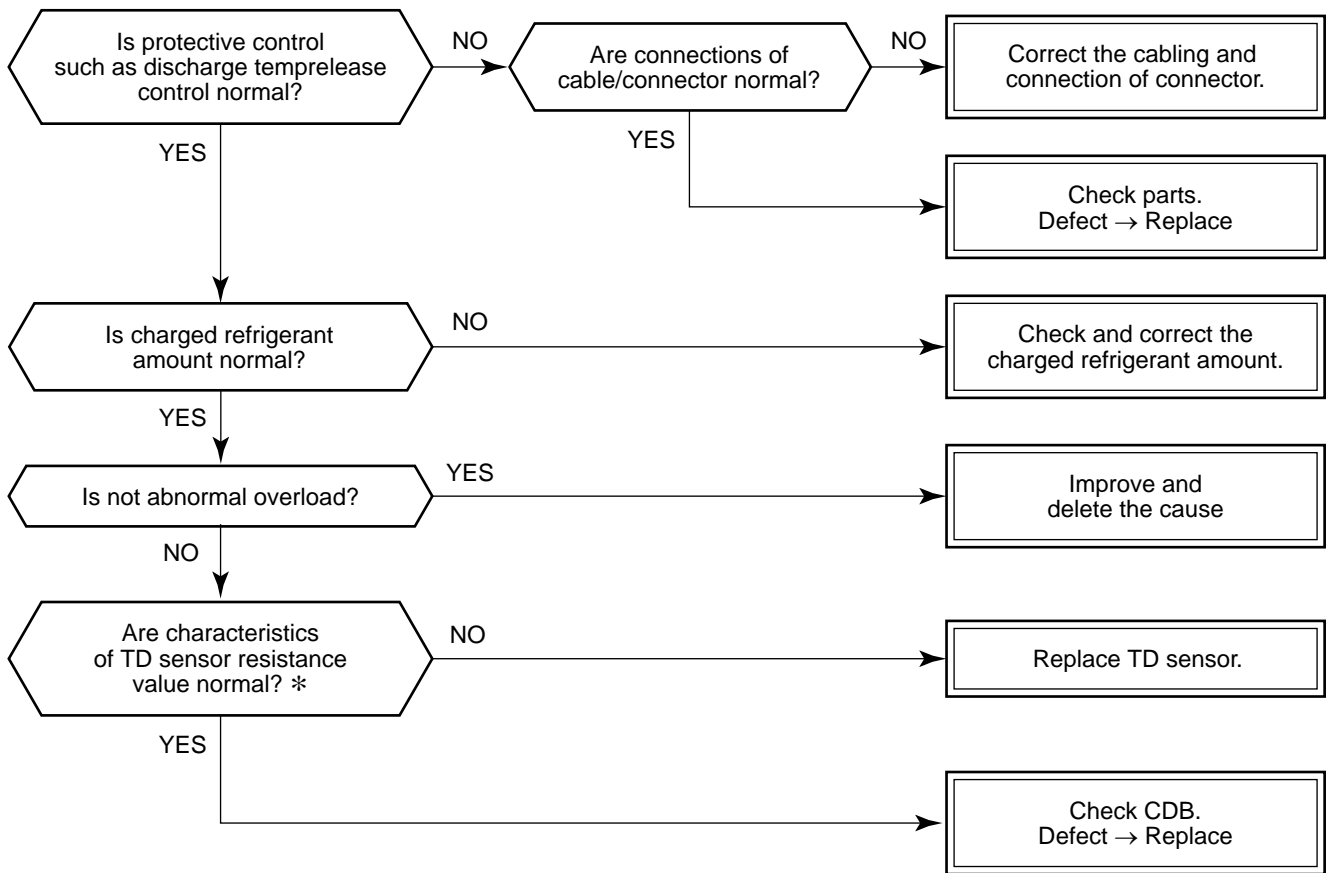 Is protective control
such as discharge temprelease
control normal?
NO
Are connections of
cable/connector normal?
NO
Correct the cabling and
connection of connector.
YES
YES
Check parts.
Defect → Replace
Is charged refrigerant
amount normal?
NO
Check and correct the
charged refrigerant amount.
YES
Is not abnormal overload?
YES
Improve and
delete the cause
NO
Are characteristics
of TD sensor resistance
value normal? *
NO
Replace TD sensor.
YES
Check CDB.
Defect → Replace